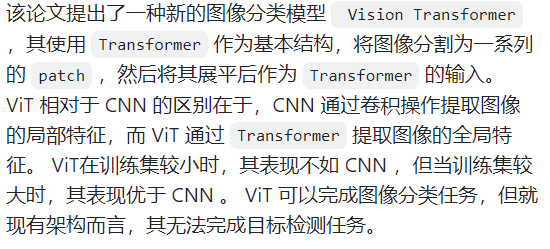 该论文提出了一种新的图像分类模型 Vision Transformer
，其使用 Transformer 作为基本结构，将图像分割为一系列
的 patch ，然后将其展平后作为 Transformer 的输入。
ViT 相对于 CNN 的区别在于，CNN 通过卷积操作提取图像
的局部特征，而 ViT 通过 Transformer 提取图像的全局特
征。 ViT在训练集较小时，其表现不如 CNN ，但当训练集较
大时，其表现优于 CNN 。 ViT 可以完成图像分类任务，但就
现有架构而言，其无法完成目标检测任务。